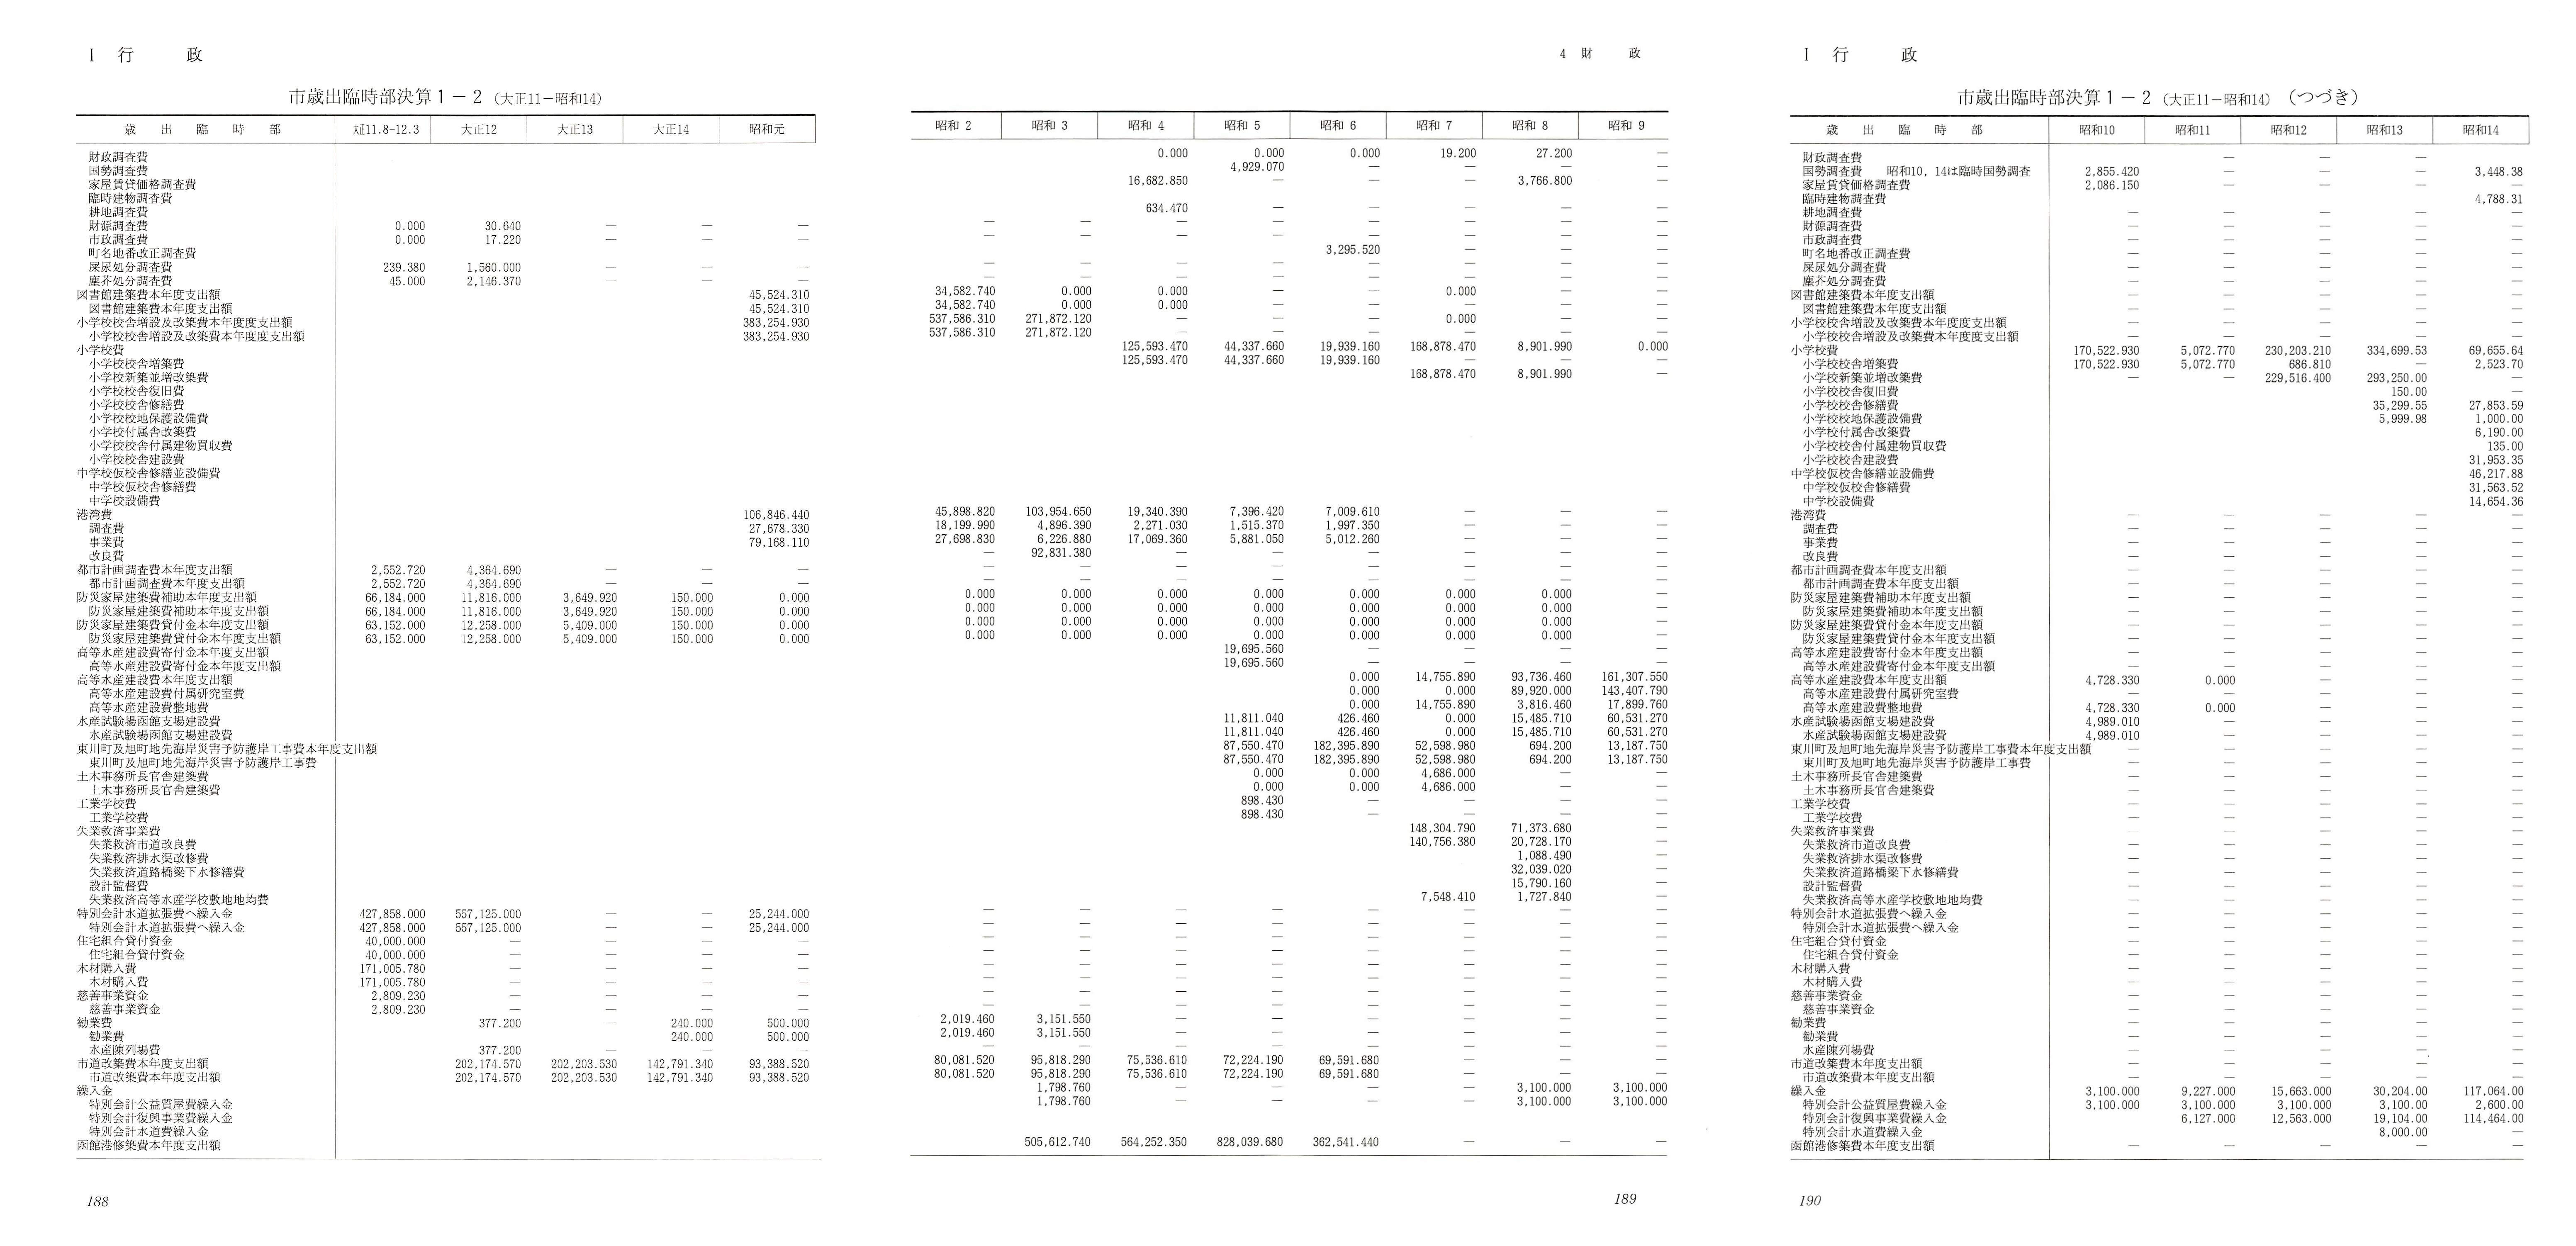 I 行 政
市歳出臨時部決算1－2（大正11－昭和14）
歳 出 臨 時 部 大正11.8-12.3 大正12 大正13 大正14 昭和元
財政調査費
国勢調査費
家屋賃貸価格調査費
臨時建物調査費
耕地調査費
財源調査費 0.000 30.640 — — —
市政調査費 0.000 17.220 — — —
町名地番改正調査費
屎尿処分調査費 239.380 1,560.000 — — —
塵芥処分調査費 45.000 2,146.370 — — —
図書館建築費本年度支出額 45,524.310
図書館建築費本年度支出額 45,524.310
小学校校舎増設及改築費本年度度支出額 383,254.930
小学校校舎増設及改築費本年度度支出額 383,254.930
小学校費
小学校校舎増築費
小学校新築並増改築費
小学校校舎復旧費
小学校校舎修繕費
小学校校地保護設備費
小学校付属舎改築費
小学校校舎付属建物買収費
小学校校舎建設費
中学校仮校舎修繕並設備費
中学校仮校舎修繕費
中学校設備費
港湾費 106,846.440
調査費 27,678.330
事業費 79,168.110
改良費
都市計画調査費本年度支出額 2,552.720 4,364.690 — — —
都市計画調査費本年度支出額 2,552.720 4,364.690 — — —
防災家屋建築費補助本年度支出額 66,184.000 11,816.000 3,649.920 150.000 0.000
防災家屋建築費補助本年度支出額 66,184.000 11,816.000 3,649.920 150.000 0.000
防災家屋建築費貸付金本年度支出額 63,152.000 12,258.000 5,409.000 150.000 0.000
防災家屋建築費貸付金本年度支出額 63,152.000 12,258.000 5,409.000 150.000 0.000
高等水産建設費寄付金本年度支出額
高等水産建設費寄付金本年度支出額
高等水産建設費本年度支出額
高等水産建設費付属研究室費
高等水産建設費整地費
水産試験場函館支場建設費
水産試験場函館支場建設費
東川町及旭町地先海岸災害予防護岸工事費本年度支出額
東川町及旭町地先海岸災害予防護岸工事費
土木事務所長官舎建築費
土木事務所長官舎建築費
工業学校費
工業学校費
失業救済事業費
失業救済市道改良費
失業救済排水渠改修費
失業救済道路橋梁下水修繕費
設計監督費
失業救済高等水産学校敷地地均費
特別会計水道拡張費へ繰入金 427,858.000 557,125.000 — — 25,244.000
特別会計水道拡張費へ繰入金 427,858.000 557,125.000 — — 25,244.000
住宅組合貸付資金 40,000.000 — — — —
住宅組合貸付資金 40,000.000 — — — —
木材購入費 171,005.780 — — — —
木材購入費 171,005.780 — — — —
慈善事業資金 2,809.230 — — — —
慈善事業資金 2,809.230 — — — —
勧業費 377.200 — 240.000 500.000
勧業費 240.000 500.000
水産陳列場費 377.200 — — —
市道改築費本年度支出額 202,174.570 202,203.530 142,791.340 93,388.520
市道改築費本年度支出額 202,174.570 202,203.530 142,791.340 93,388.520
繰入金
特別会計公益質屋費繰入金
特別会計復興事業費繰入金
特別会計水道費繰入金
函館港修築費本年度支出額
188
4 財 政
昭和 2 昭和 3 昭和 4 昭和 5 昭和 6 昭和 7 昭和 8 昭和 9
0.000 0.000 0.000 19.200 27.200 —
4,929.070 — — — —
16,682.850 — — — 3,766.800 —
634.470 — — — — —
— — — — — — — —
— — — — — — — —
3,295.520 — — —
— — — — — — — —
— — — — — — — —
34,582.740 0.000 0.000 — — 0.000 — —
34,582.740 0.000 0.000 — — — — —
537,586.310 271,872.120 — — — 0.000 — —
537,586.310 271,872.120 — — — — — —
125,593.470 44,337.660 19,939.160 168,878.470 8,901.990 0.000
125,593.470 44,337.660 19,939.160 — — —
168,878.470 8,901.990 —
45,898.820 103,954.650 19,340.390 7,396.420 7,009.610 — — —
18,199.990 4,896.390 2,271.030 1,515.370 1,997.350 — — —
27,698.830 6,226.880 17,069.360 5,881.050 5,012.260 — — —
— 92,831.380 — — — — — —
— — — — — — — —
— — — — — — — —
0.000 0.000 0.000 0.000 0.000 0.000 0.000 —
0.000 0.000 0.000 0.000 0.000 0.000 0.000 —
0.000 0.000 0.000 0.000 0.000 0.000 0.000 —
0.000 0.000 0.000 0.000 0.000 0.000 0.000 —
19,695.560 — — — —
19,695.560 — — — —
0.000 14,755.890 93,736.460 161,307.550
0.000 0.000 89,920.000 143,407.790
0.000 14,755.890 3,816.460 17,899.760
11,811.040 426.460 0.000 15,485.710 60,531.270
11,811.040 426.460 0.000 15,485.710 60,531.270
87,550.470 182,395.890 52,598.980 694.200 13,187.750
87,550.470 182,395.890 52,598.980 694.200 13,187.750
0.000 0.000 4,686.000 — —
0.000 0.000 4,686.000 — —
898.430 — — — —
898.430 — — — —
148,304.790 71,373.680 —
140,756.380 20,728.170 —
1,088.490 —
32,039.020 —
15,790.160 —
7,548.410 1,727.840 —
— — — — — — — —
— — — — — — — —
— — — — — — — —
— — — — — — — —
— — — — — — — —
— — — — — — — —
— — — — — — — —
— — — — — — — —
2,019.460 3,151.550 — — — — — —
2,019.460 3,151.550 — — — — — —
— — — — — — — —
80,081.520 95,818.290 75,536.610 72,224.190 69,591.680 — — —
80,081.520 95,818.290 75,536.610 72,224.190 69,591.680 — — —
1,798.760 — — — — 3,100.000 3,100.000
1,798.760 — — — — 3,100.000 3,100.000
505,612.740 564,252.350 828,039.680 362,541.440 — — —
189
I 行 政
市歳出臨時部決算1－2（大正11－昭和14）（つづき）
歳 出 臨 時 部 昭和10 昭和11 昭和12 昭和13 昭和14
財政調査費 — — —
国勢調査費 昭和10，14は臨時国勢調査 2,855.420 — — — 3,448.38
家屋賃貸価格調査費 2,086.150 — — — —
臨時建物調査費 4,788.31
耕地調査費 — — — — —
財源調査費 — — — — —
市政調査費 — — — — —
町名地番改正調査費 — — — — —
屎尿処分調査費 — — — — —
塵芥処分調査費 — — — — —
図書館建築費本年度支出額 — — — — —
図書館建築費本年度支出額 — — — — —
小学校校舎増設及改築費本年度度支出額 — — — — —
小学校校舎増設及改築費本年度度支出額 — — — — —
小学校費 170,522.930 5,072.770 230,203.210 334,699.53 69,655.64
小学校校舎増築費 170,522.930 5,072.770 686.810 — 2,523.70
小学校新築並増改築費 — — 229,516.400 293,250.00 —
小学校校舎復旧費 150.00 —
小学校校舎修繕費 35,299.55 27,853.59
小学校校地保護設備費 5,999.98 1,000.00
小学校付属舎改築費 6,190.00
小学校校舎付属建物買収費 135.00
小学校校舎建設費 31,953.35
中学校仮校舎修繕並設備費 46,217.88
中学校仮校舎修繕費 31,563.52
中学校設備費 14,654.36
港湾費 — — — — —
調査費 — — — — —
事業費 — — — — —
改良費 — — — — —
都市計画調査費本年度支出額 — — — — —
都市計画調査費本年度支出額 — — — — —
防災家屋建築費補助本年度支出額 — — — — —
防災家屋建築費補助本年度支出額 — — — — —
防災家屋建築費貸付金本年度支出額 — — — — —
防災家屋建築費貸付金本年度支出額 — — — — —
高等水産建設費寄付金本年度支出額 — — — — —
高等水産建設費寄付金本年度支出額 — — — — —
高等水産建設費本年度支出額 4,728.330 0.000 — — —
高等水産建設費付属研究室費 — — — — —
高等水産建設費整地費 4,728.330 0.000 — — —
水産試験場函館支場建設費 4,989.010 — — — —
水産試験場函館支場建設費 4,989.010 — — — —
東川町及旭町地先海岸災害予防護岸工事費本年度支出額 — — — — —
東川町及旭町地先海岸災害予防護岸工事費 — — — — —
土木事務所長官舎建築費 — — — — —
土木事務所長官舎建築費 — — — — —
工業学校費 — — — — —
工業学校費 — — — — —
失業救済事業費 — — — — —
失業救済市道改良費 — — — — —
失業救済排水渠改修費 — — — — —
失業救済道路橋梁下水修繕費 — — — — —
設計監督費 — — — — —
失業救済高等水産学校敷地地均費 — — — — —
特別会計水道拡張費へ繰入金 — — — — —
特別会計水道拡張費へ繰入金 — — — — —
住宅組合貸付資金 — — — — —
住宅組合貸付資金 — — — — —
木材購入費 — — — — —
木材購入費 — — — — —
慈善事業資金 — — — — —
慈善事業資金 — — — — —
勧業費 — — — — —
勧業費 — — — — —
水産陳列場費 — — — — —
市道改築費本年度支出額 — — — — —
市道改築費本年度支出額 — — — — —
繰入金 3,100.000 9,227.000 15,663.000 30,204.00 117,064.00
特別会計公益質屋費繰入金 3,100.000 3,100.000 3,100.000 3,100.00 2,600.00
特別会計復興事業費繰入金 6,127.000 12,563.000 19,104.00 114,464.00
特別会計水道費繰入金 8,000.00 —
函館港修築費本年度支出額 — — — — —
190